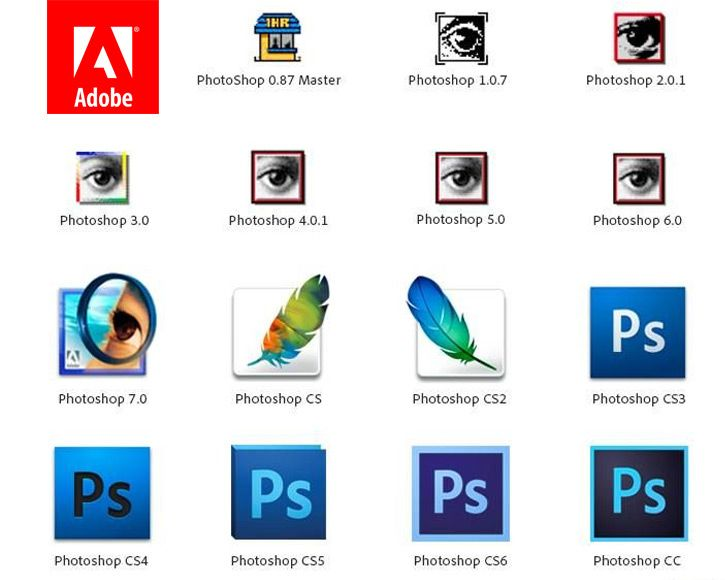 Adobe
1HR
PhotoShop 0.87 Master
Photoshop 1.0.7
Photoshop 2.0.1
Photoshop 3.0
Photoshop 4.0.1
Photoshop 5.0
Photoshop 6.0
Photoshop 7.0
Photoshop CS
Photoshop CS2
Ps
Photoshop CS3
Ps
Ps
Ps
Ps
Photoshop CS4
Photoshop CS5
Photoshop CS6
Photoshop CC